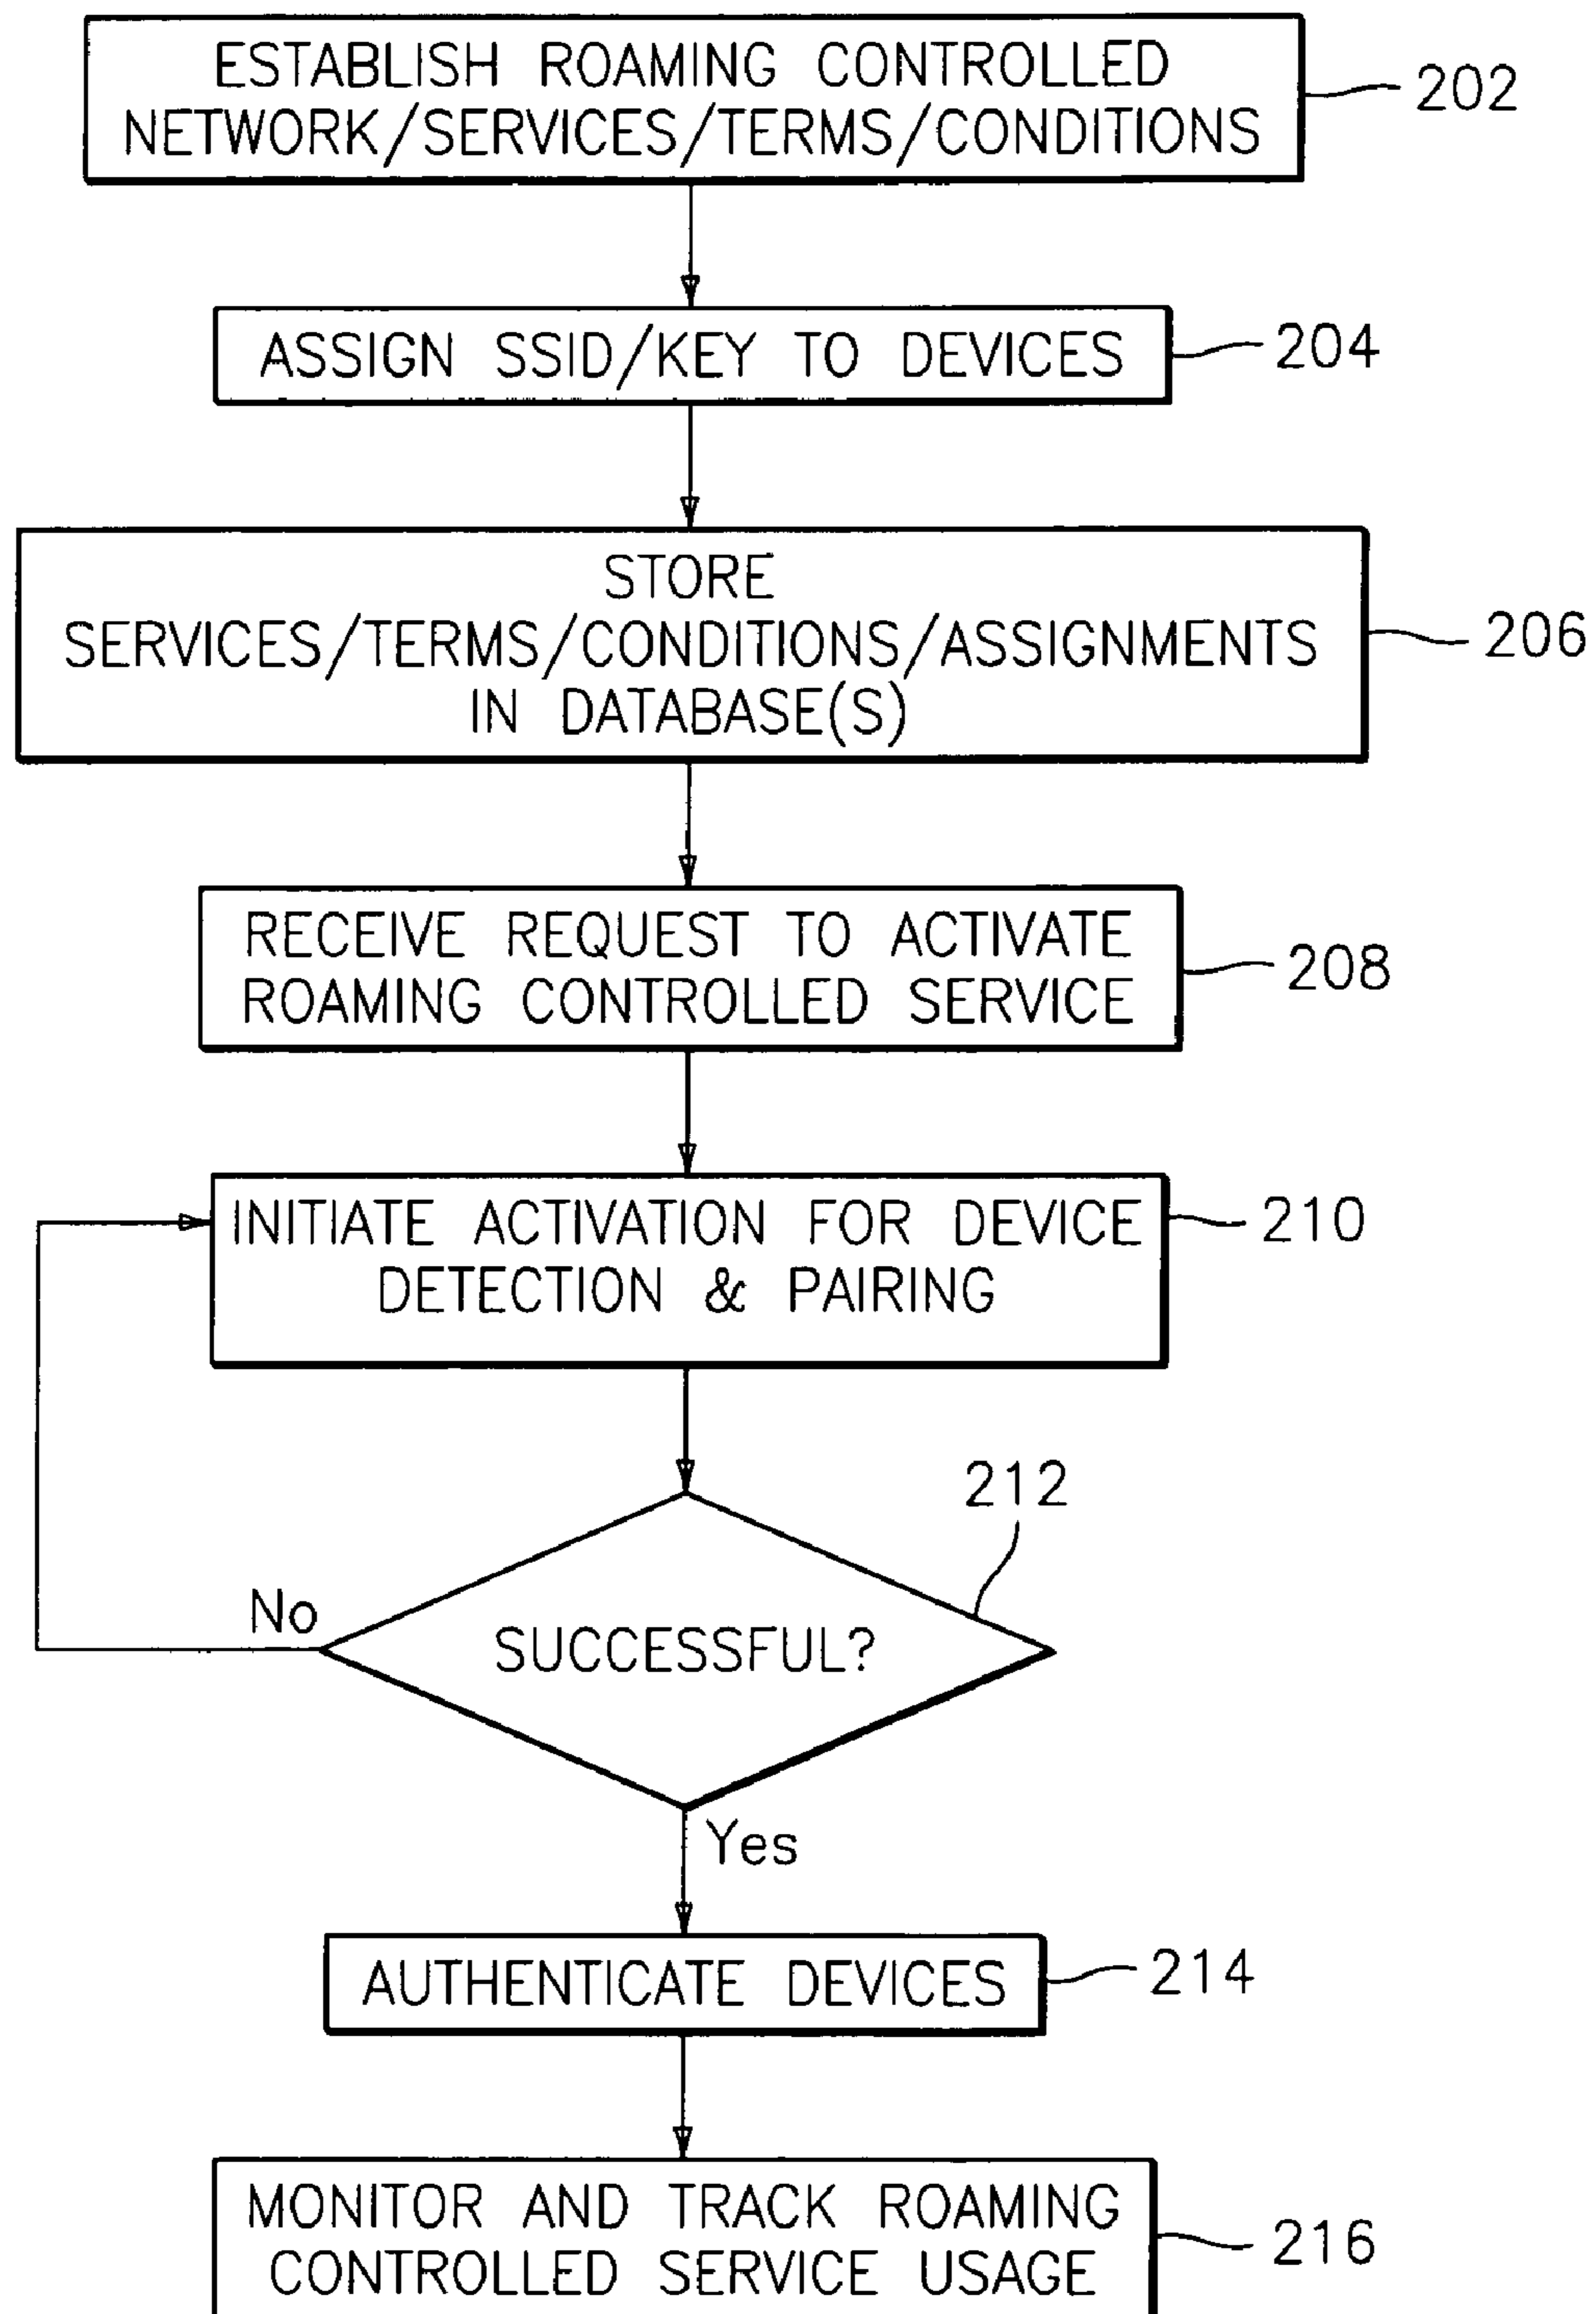 ESTABLISH ROAMING CONTROLLED
NETWORK/SERVICES/TERMS/CONDITIONS
202
ASSIGN SSID/KEY TO DEVICES
204
STORE
SERVICES/TERMS/CONDITIONS/ASSIGNMENTS
IN DATABASE(S)
206
RECEIVE REQUEST TO ACTIVATE
ROAMING CONTROLLED SERVICE
208
INITIATE ACTIVATION FOR DEVICE
DETECTION & PAIRING
210
212
No
SUCCESSFUL?
Yes
AUTHENTICATE DEVICES
214
MONITOR AND TRACK ROAMING
CONTROLLED SERVICE USAGE
216